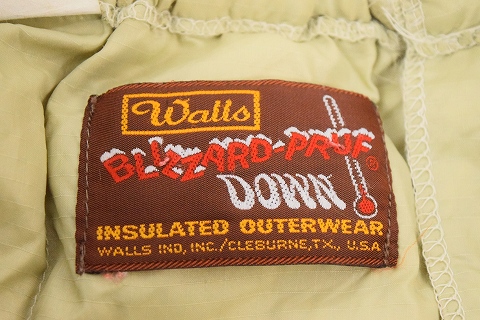 Walls
BLIZZARD-PRUF®
DOWN
INSULATED OUTERWEAR
WALLS IND, INC./CLEBURNE, TX., U.S.A